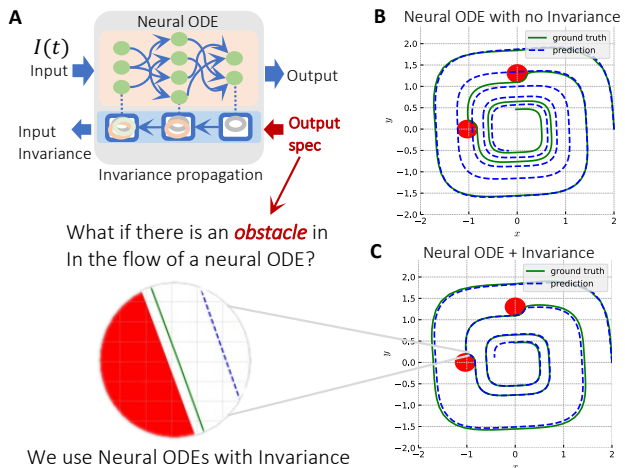 A
Neural ODE
I(t)
Input
Output
Input
Invariance
Output
spec
Invariance propagation
What if there is an obstacle in
In the flow of a neural ODE?
We use Neural ODEs with Invariance
B
Neural ODE with no Invariance
ground truth
prediction
2.0
1.5
1.0
0.5
0.0
−0.5
−1.0
−1.5
−2.0
y
−2
−1
0
1
2
x
C
Neural ODE + Invariance
ground truth
prediction
2.0
1.5
1.0
0.5
0.0
−0.5
−1.0
−1.5
−2.0
y
−2
−1
0
1
2
x